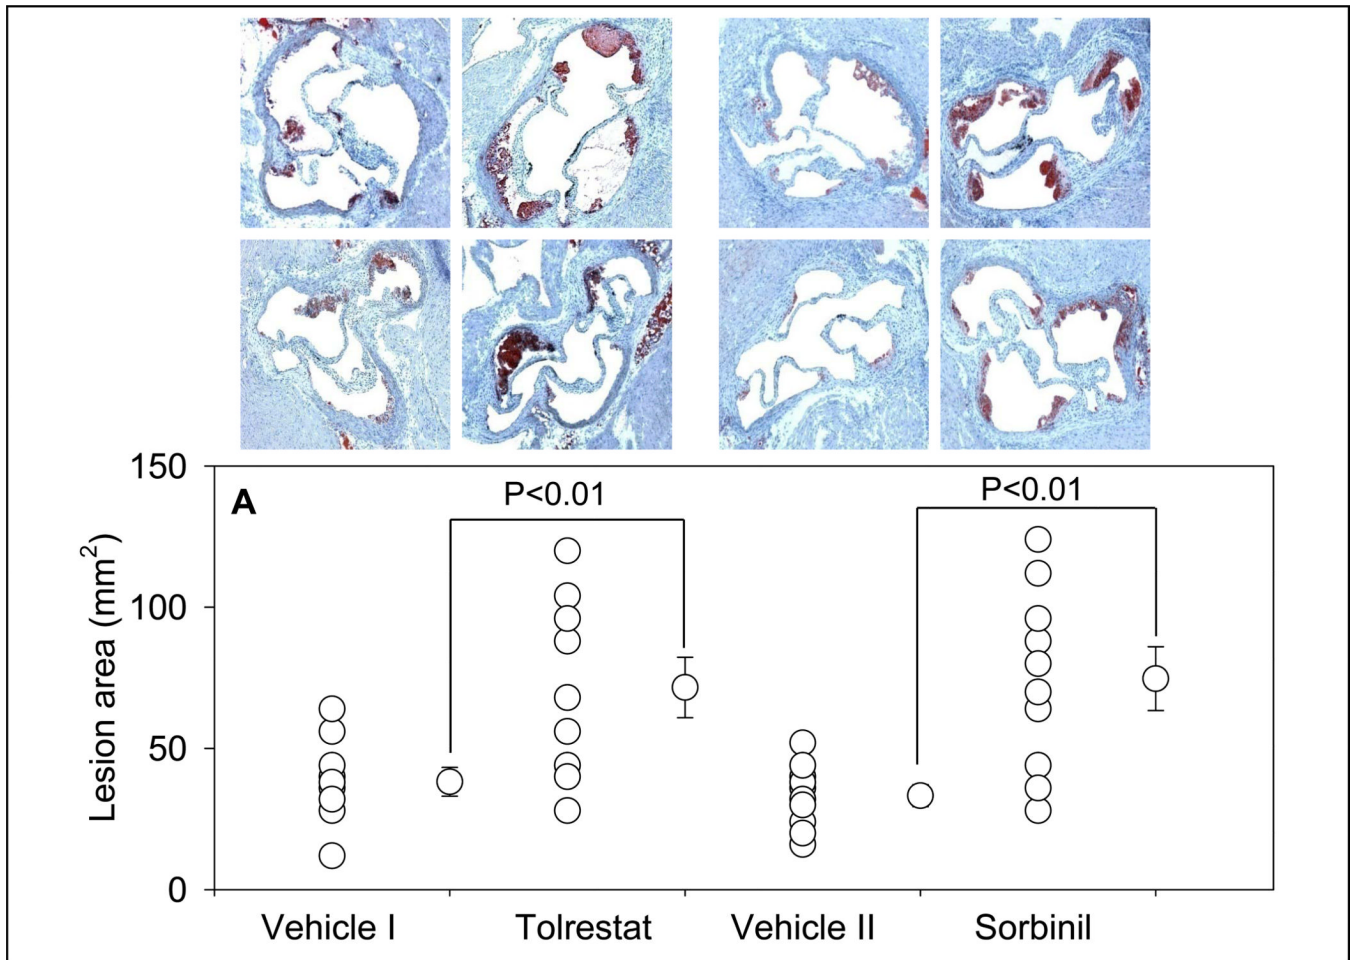 150
A
P<0.01
P<0.01
Lesion area (mm²)
100
50
0
Vehicle I
Tolrestat
Vehicle II
Sorbinil